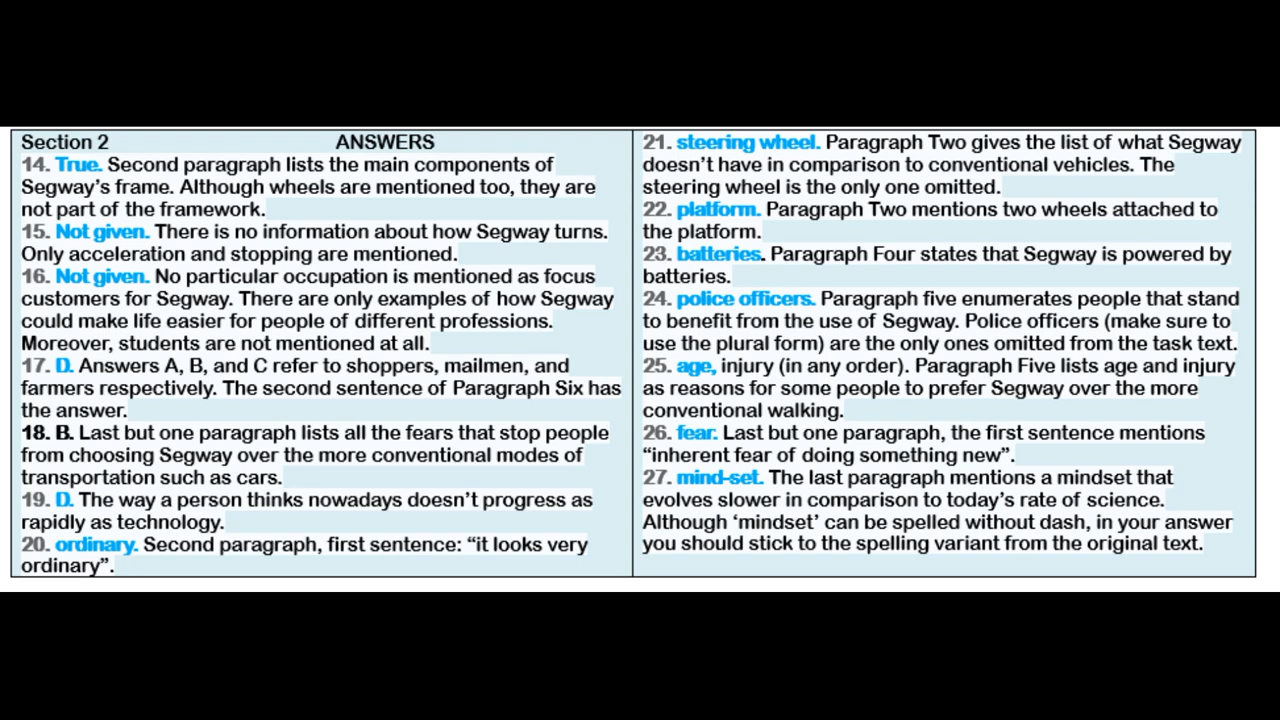 Section 2 ANSWERS
14. True. Second paragraph lists the main components of
Segway's frame. Although wheels are mentioned too, they are
not part of the framework.
15. Not given. There is no information about how Segway turns.
Only acceleration and stopping are mentioned.
16. Not given. No particular occupation is mentioned as focus
customers for Segway. There are only examples of how Segway
could make life easier for people of different professions.
Moreover, students are not mentioned at all.
17. D. Answers A, B, and C refer to shoppers, mailmen, and
farmers respectively. The second sentence of Paragraph Six has
the answer.
18. B. Last but one paragraph lists all the fears that stop people
from choosing Segway over the more conventional modes of
transportation such as cars.
19. D. The way a person thinks nowadays doesn't progress as
rapidly as technology.
20. ordinary. Second paragraph, first sentence: “it looks very
ordinary”.
21. steering wheel. Paragraph Two gives the list of what Segway
doesn't have in comparison to conventional vehicles. The
steering wheel is the only one omitted.
22. platform. Paragraph Two mentions two wheels attached to
the platform.
23. batteries. Paragraph Four states that Segway is powered by
batteries.
24. police officers. Paragraph five enumerates people that stand
to benefit from the use of Segway. Police officers (make sure to
use the plural form) are the only ones omitted from the task text.
25. age, injury (in any order). Paragraph Five lists age and injury
as reasons for some people to prefer Segway over the more
conventional walking.
26. fear. Last but one paragraph, the first sentence mentions
“inherent fear of doing something new”.
27. mind-set. The last paragraph mentions a mindset that
evolves slower in comparison to today's rate of science.
Although ‘mindset’ can be spelled without dash, in your answer
you should stick to the spelling variant from the original text.